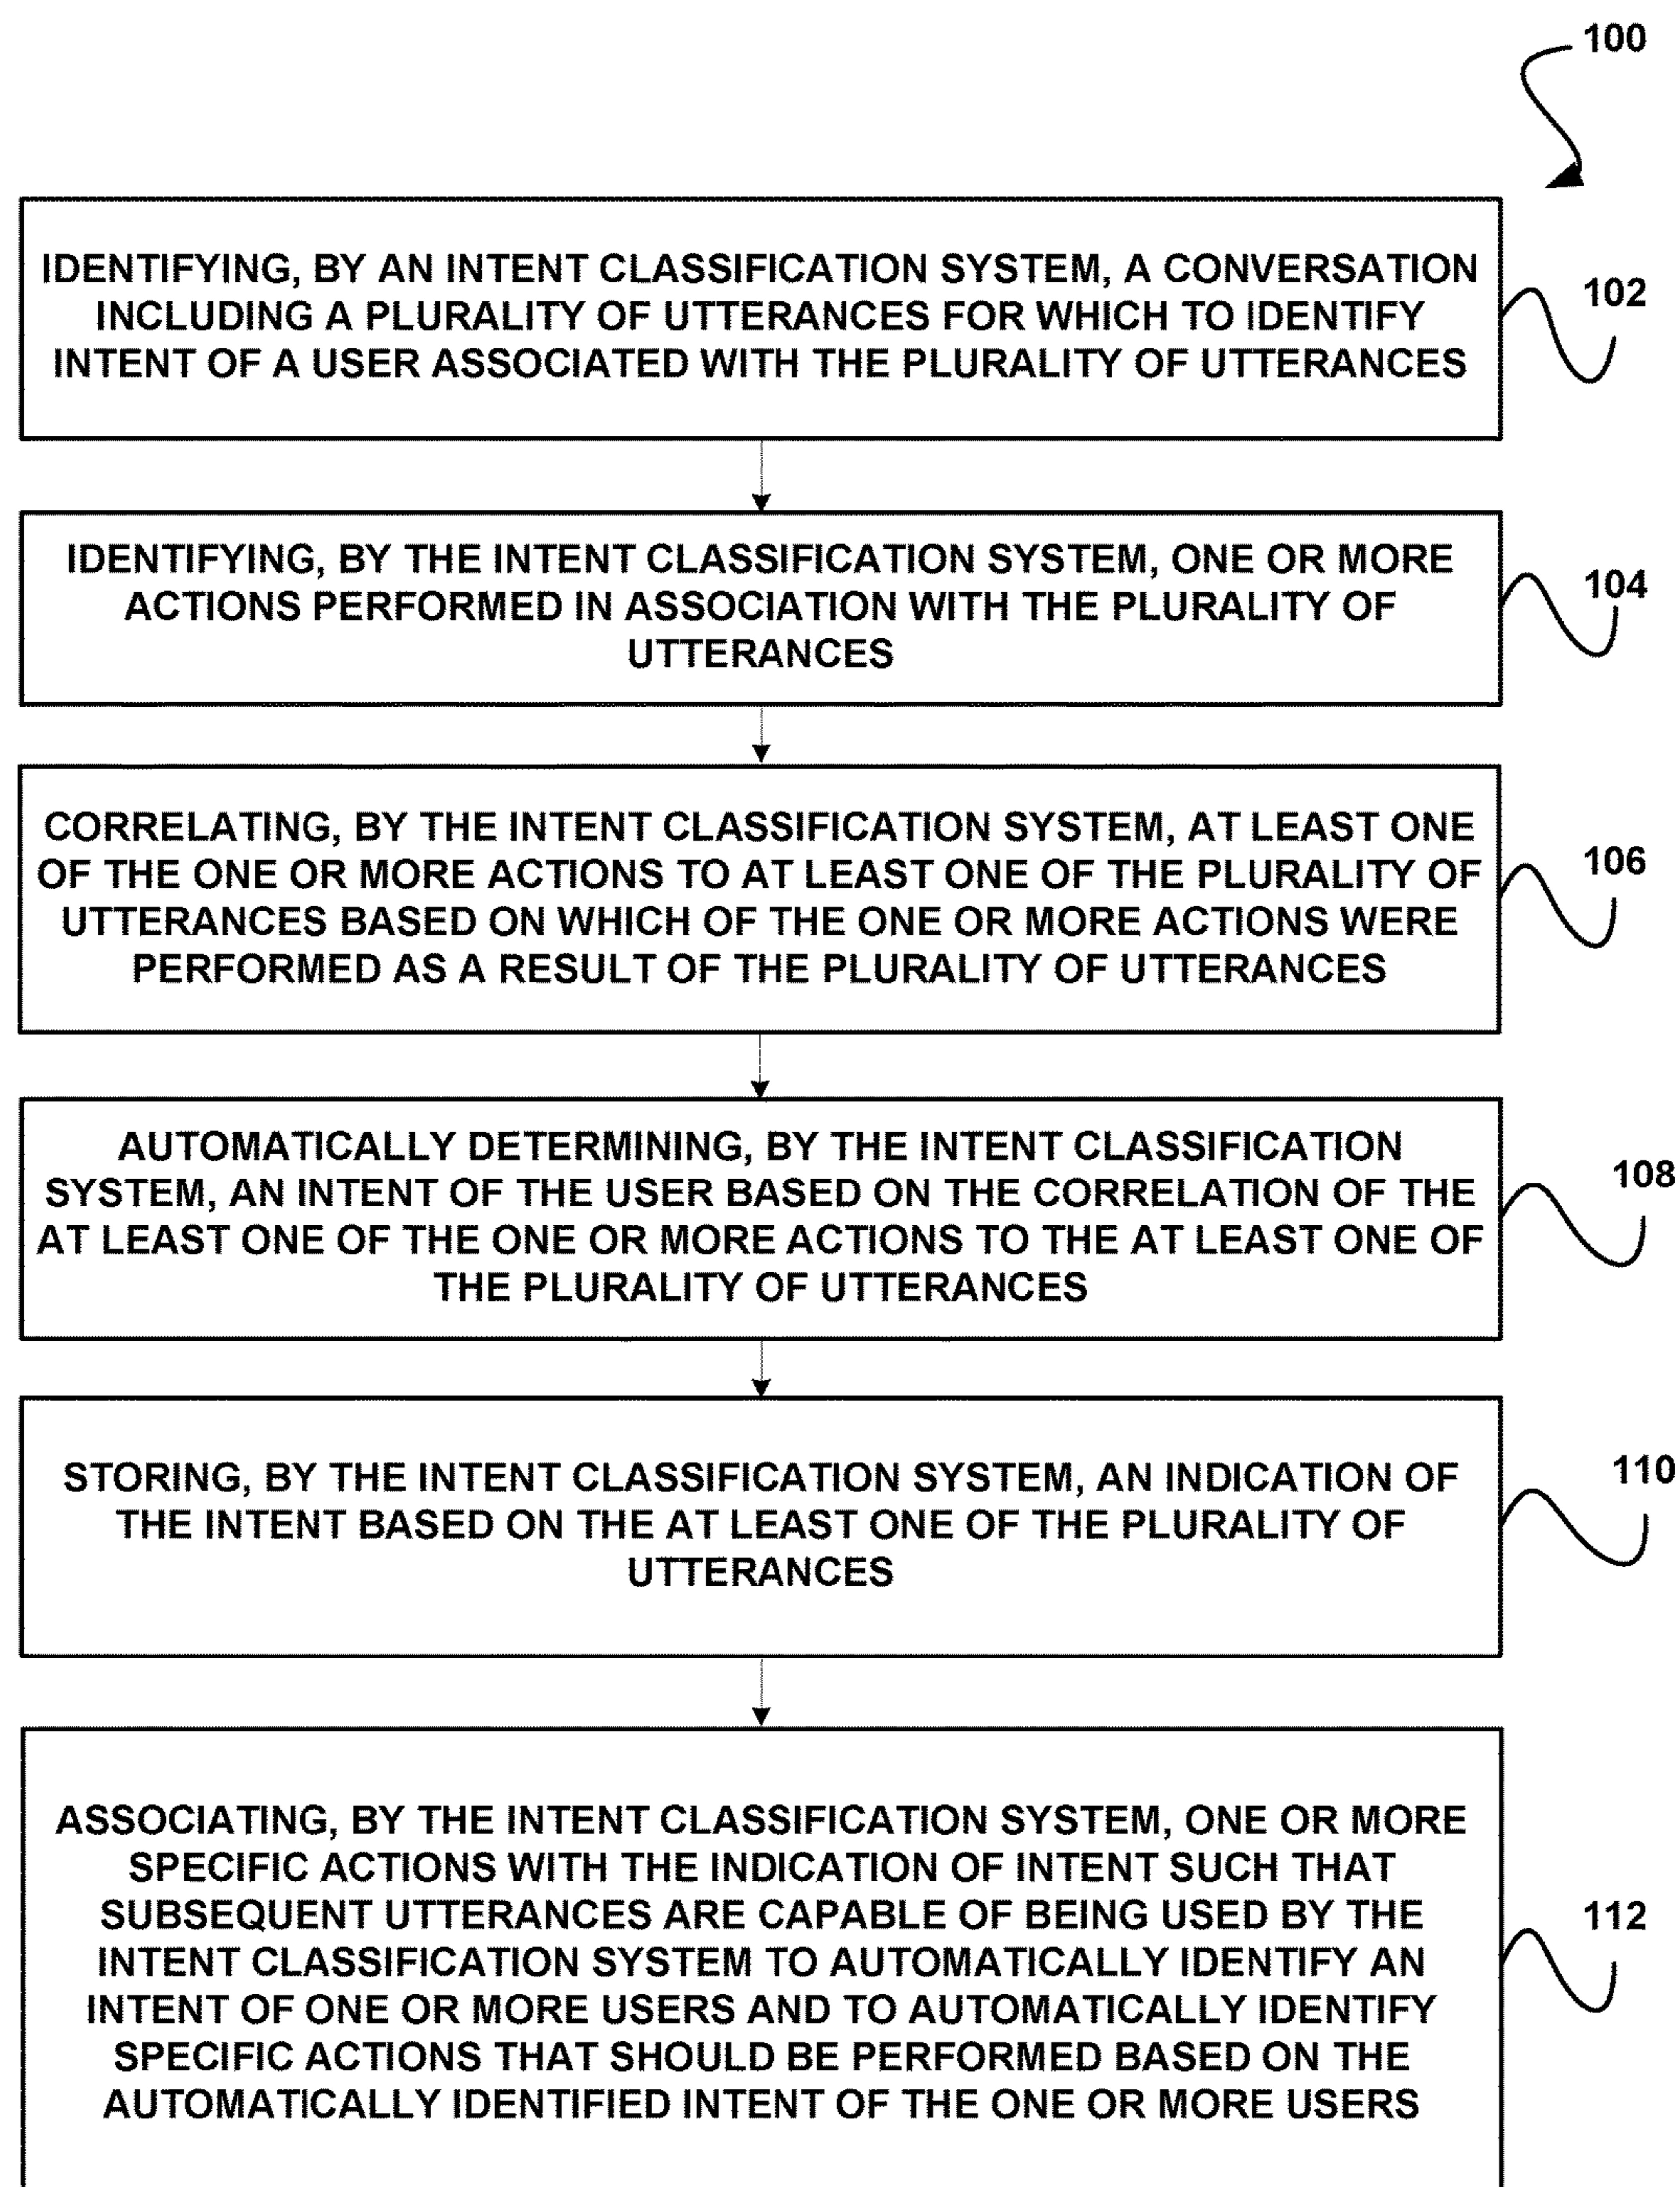 100
IDENTIFYING, BY AN INTENT CLASSIFICATION SYSTEM, A CONVERSATION
INCLUDING A PLURALITY OF UTTERANCES FOR WHICH TO IDENTIFY
INTENT OF A USER ASSOCIATED WITH THE PLURALITY OF UTTERANCES
102
IDENTIFYING, BY THE INTENT CLASSIFICATION SYSTEM, ONE OR MORE
ACTIONS PERFORMED IN ASSOCIATION WITH THE PLURALITY OF
UTTERANCES
104
CORRELATING, BY THE INTENT CLASSIFICATION SYSTEM, AT LEAST ONE
OF THE ONE OR MORE ACTIONS TO AT LEAST ONE OF THE PLURALITY OF
UTTERANCES BASED ON WHICH OF THE ONE OR MORE ACTIONS WERE
PERFORMED AS A RESULT OF THE PLURALITY OF UTTERANCES
106
AUTOMATICALLY DETERMINING, BY THE INTENT CLASSIFICATION
SYSTEM, AN INTENT OF THE USER BASED ON THE CORRELATION OF THE
AT LEAST ONE OF THE ONE OR MORE ACTIONS TO THE AT LEAST ONE OF
THE PLURALITY OF UTTERANCES
108
STORING, BY THE INTENT CLASSIFICATION SYSTEM, AN INDICATION OF
THE INTENT BASED ON THE AT LEAST ONE OF THE PLURALITY OF
UTTERANCES
110
ASSOCIATING, BY THE INTENT CLASSIFICATION SYSTEM, ONE OR MORE
SPECIFIC ACTIONS WITH THE INDICATION OF INTENT SUCH THAT
SUBSEQUENT UTTERANCES ARE CAPABLE OF BEING USED BY THE
INTENT CLASSIFICATION SYSTEM TO AUTOMATICALLY IDENTIFY AN
INTENT OF ONE OR MORE USERS AND TO AUTOMATICALLY IDENTIFY
SPECIFIC ACTIONS THAT SHOULD BE PERFORMED BASED ON THE
AUTOMATICALLY IDENTIFIED INTENT OF THE ONE OR MORE USERS
112